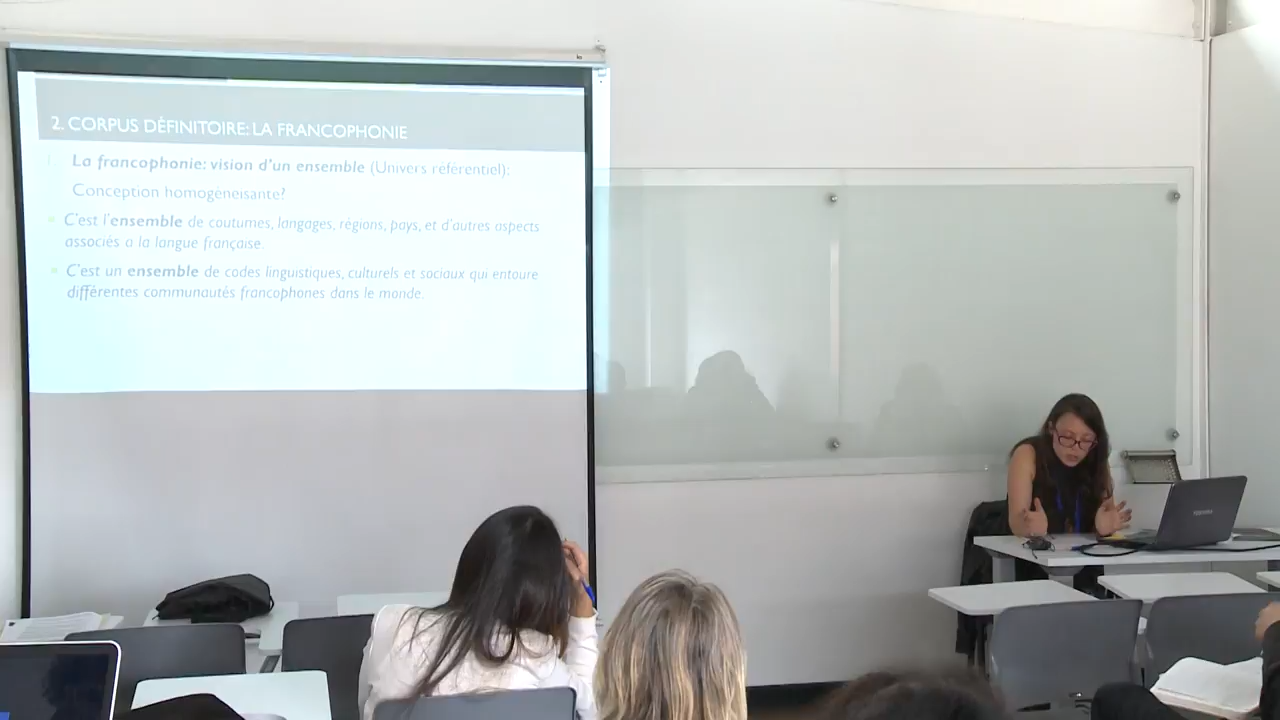 2. CORPUS DÉFINITOIRE: LA FRANCOPHONIE
1. La francophonie: vision d'un ensemble (Univers référentiel):
Conception homogénéisante?
C'est l'ensemble de coutumes, langages, régions, pays, et d'autres aspects
associés a la langue française.
C'est un ensemble de codes linguistiques, culturels et sociaux qui entoure
différentes communautés francophones dans le monde.
TOSHIBA